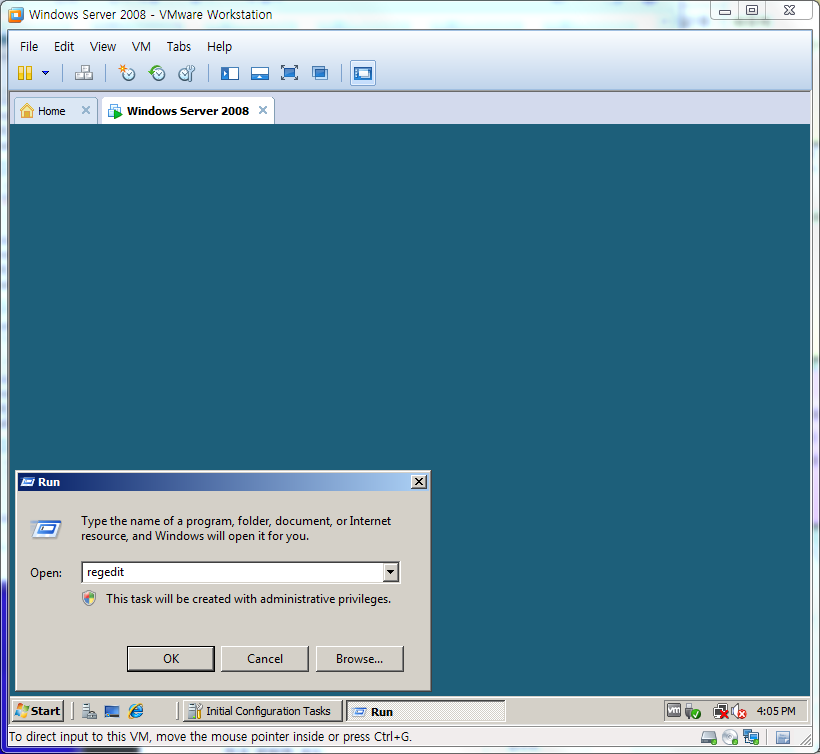 Windows Server 2008 - VMware Workstation
File Edit View VM Tabs Help
Home Windows Server 2008
Run
Type the name of a program, folder, document, or Internet
resource, and Windows will open it for you.
Open: regedit
This task will be created with administrative privileges.
OK Cancel Browse...
Start Initial Configuration Tasks Run vm 4:05 PM
To direct input to this VM, move the mouse pointer inside or press Ctrl+G.